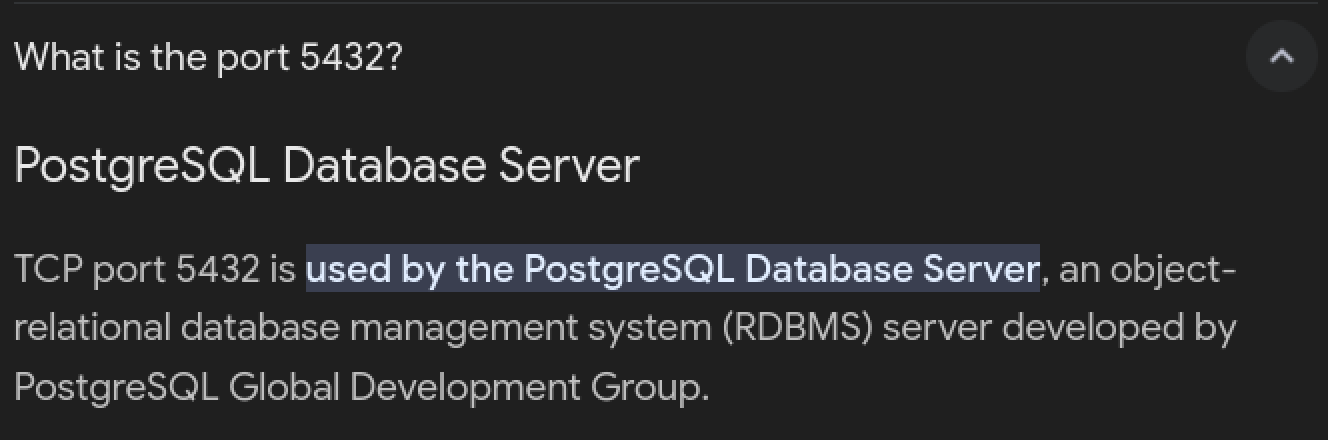 What is the port 5432?
PostgreSQL Database Server
TCP port 5432 is used by the PostgreSQL Database Server, an object-
relational database management system (RDBMS) server developed by
PostgreSQL Global Development Group.